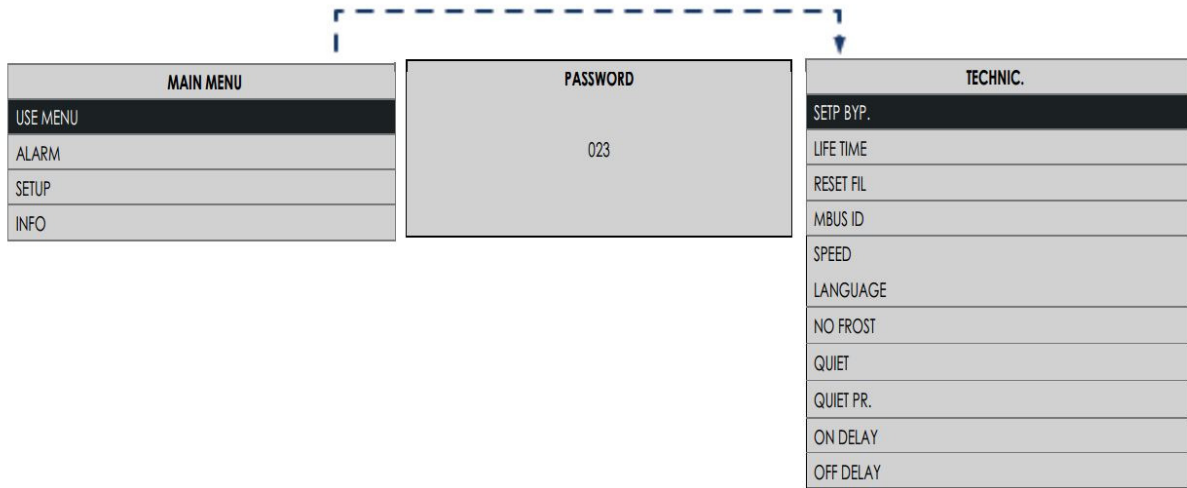 MAIN MENU
USE MENU
ALARM
SETUP
INFO
PASSWORD
023
TECHNIC.
SETP BYP.
LIFE TIME
RESET FIL
MBUS ID
SPEED
LANGUAGE
NO FROST
QUIET
QUIET PR.
ON DELAY
OFF DELAY